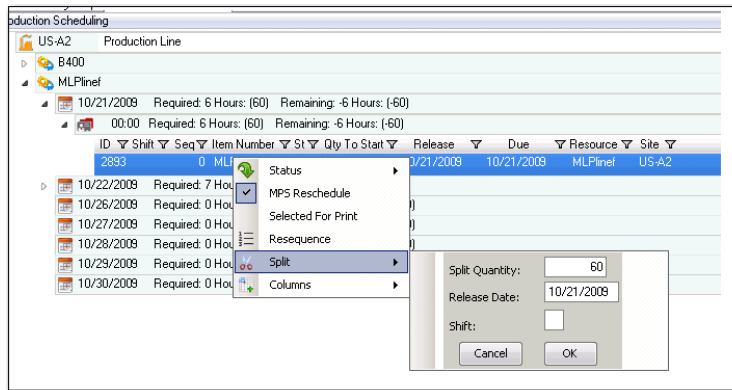 oduction Scheduling
US-A2 Production Line
B400
MLPlinef
10/21/2009 Required: 6 Hours: (60) Remaining: -6 Hours: (-60)
00:00 Required: 6 Hours: (60) Remaining: -6 Hours: (-60)
ID Shift Seq Item Number St Qty To Start Release Due Resource Site
2893 0 MLP 0/21/2009 10/21/2009 MLPlinef US-A2
10/22/2009 Required: 7 Hou
10/26/2009 Required: 0 Hou
10/27/2009 Required: 0 Hou
10/28/2009 Required: 0 Hou
10/29/2009 Required: 0 Hou
10/30/2009 Required: 0 Hou
Status
MPS Reschedule
Selected For Print
Resequence
Split
Columns
Split Quantity: 60
Release Date: 10/21/2009
Shift:
Cancel OK